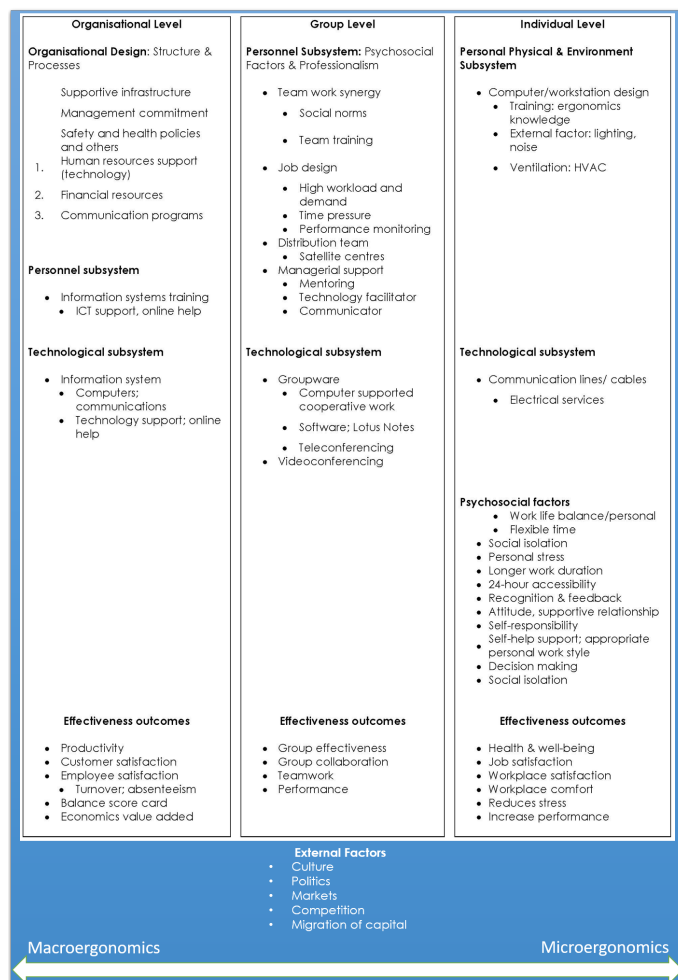 Organisational Level
Organisational Design: Structure &
Processes
Supportive infrastructure
Management commitment
Safety and health policies
and others
1. Human resources support
(technology)
2. Financial resources
3. Communication programs
Personnel subsystem
• Information systems training
• ICT support, online help
Technological subsystem
• Information system
• Computers;
communications
• Technology support; online
help
Effectiveness outcomes
• Productivity
• Customer satisfaction
• Employee satisfaction
• Turnover; absenteeism
• Balance score card
• Economics value added
Group Level
Personnel Subsystem: Psychosocial
Factors & Professionalism
• Team work synergy
• Social norms
• Team training
• Job design
• High workload and
demand
• Time pressure
• Performance monitoring
• Distribution team
• Satellite centres
• Managerial support
• Mentoring
• Technology facilitator
• Communicator
Technological subsystem
• Groupware
• Computer supported
cooperative work
• Software; Lotus Notes
• Teleconferencing
• Videoconferencing
Effectiveness outcomes
• Group effectiveness
• Group collaboration
• Teamwork
• Performance
Individual Level
Personal Physical & Environment
Subsystem
• Computer/workstation design
• Training: ergonomics
knowledge
• External factor: lighting,
noise
• Ventilation: HVAC
Technological subsystem
• Communication lines/ cables
• Electrical services
Psychosocial factors
• Work life balance/personal
• Flexible time
• Social isolation
• Personal stress
• Longer work duration
• 24-hour accessibility
• Recognition & feedback
• Attitude, supportive relationship
• Self-responsibility
• Self-help support; appropriate
personal work style
• Decision making
• Social isolation
Effectiveness outcomes
• Health & well-being
• Job satisfaction
• Workplace satisfaction
• Workplace comfort
• Reduces stress
• Increase performance
External Factors
• Culture
• Politics
• Markets
• Competition
• Migration of capital
Macroergonomics
Microergonomics